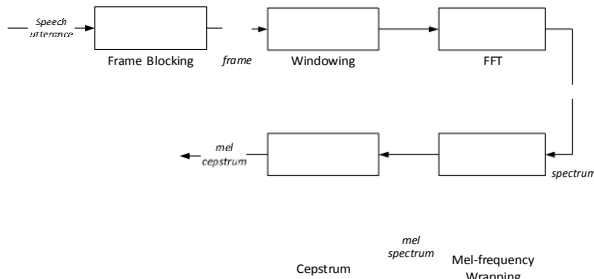 Speech
utterance
Frame Blocking
frame
Windowing
FFT
mel
cepstrum
spectrum
Cepstrum
mel
spectrum
Mel-frequency
Wrapping